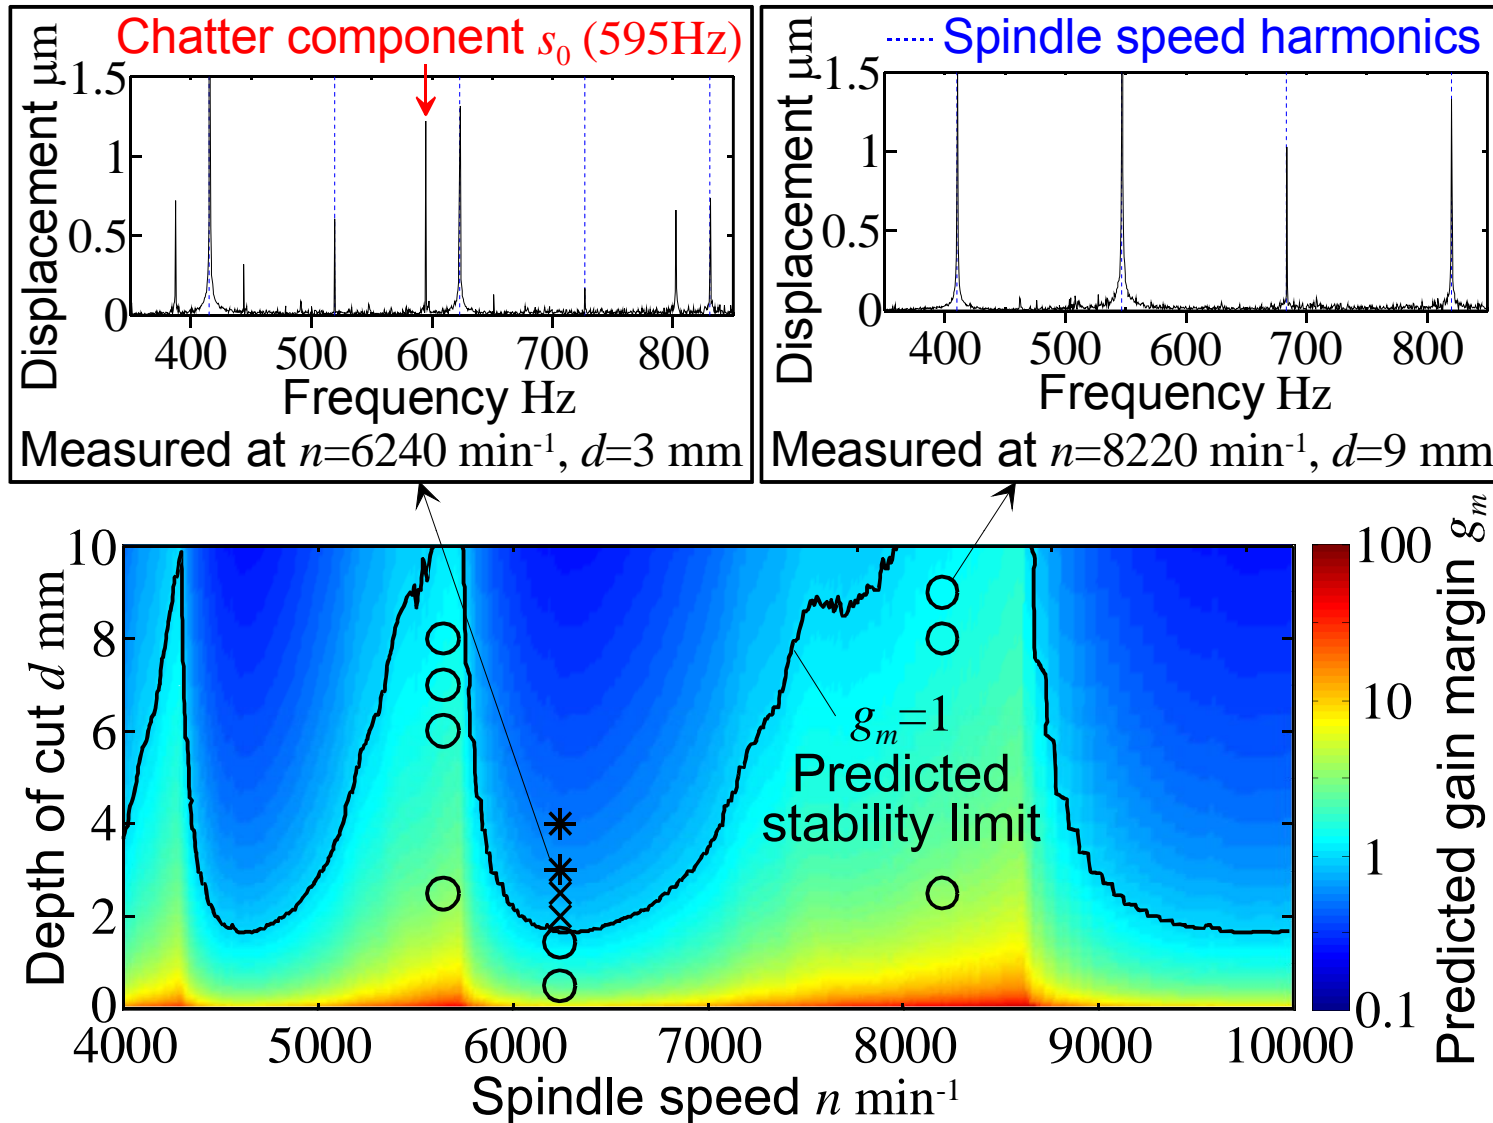 Chatter component s₀ (595Hz)
Displacement μm
1.5
1
0.5
0
400 500 600 700 800
Frequency Hz
Measured at n=6240 min⁻¹, d=3 mm
Spindle speed harmonics
Displacement μm
1.5
1
0.5
0
400 500 600 700 800
Frequency Hz
Measured at n=8220 min⁻¹, d=9 mm
Depth of cut d mm
10
8
6
4
2
0
gₘ=1
Predicted
stability limit
4000 5000 6000 7000 8000 9000 10000
Spindle speed n min⁻¹
100
10
1
0.1
Predicted gain margin gₘ